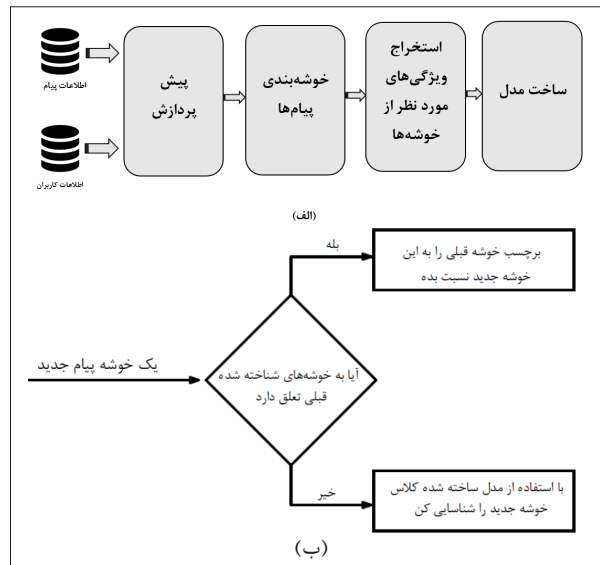 اطلاعات پیام
اطلاعات کاربران
پیش
پردازش
خوشه‌بندی
پیام‌ها
استخراج
ویژگی‌های
مورد نظر از
خوشه‌ها
ساخت مدل
(الف)
یک خوشه پیام جدید
آیا به خوشه‌های شناخته شده
قبلی تعلق دارد
بله
برچسب خوشه قبلی را به این
خوشه جدید نسبت بده
خیر
با استفاده از مدل ساخته شده کلاس
خوشه جدید را شناسایی کن
(ب)